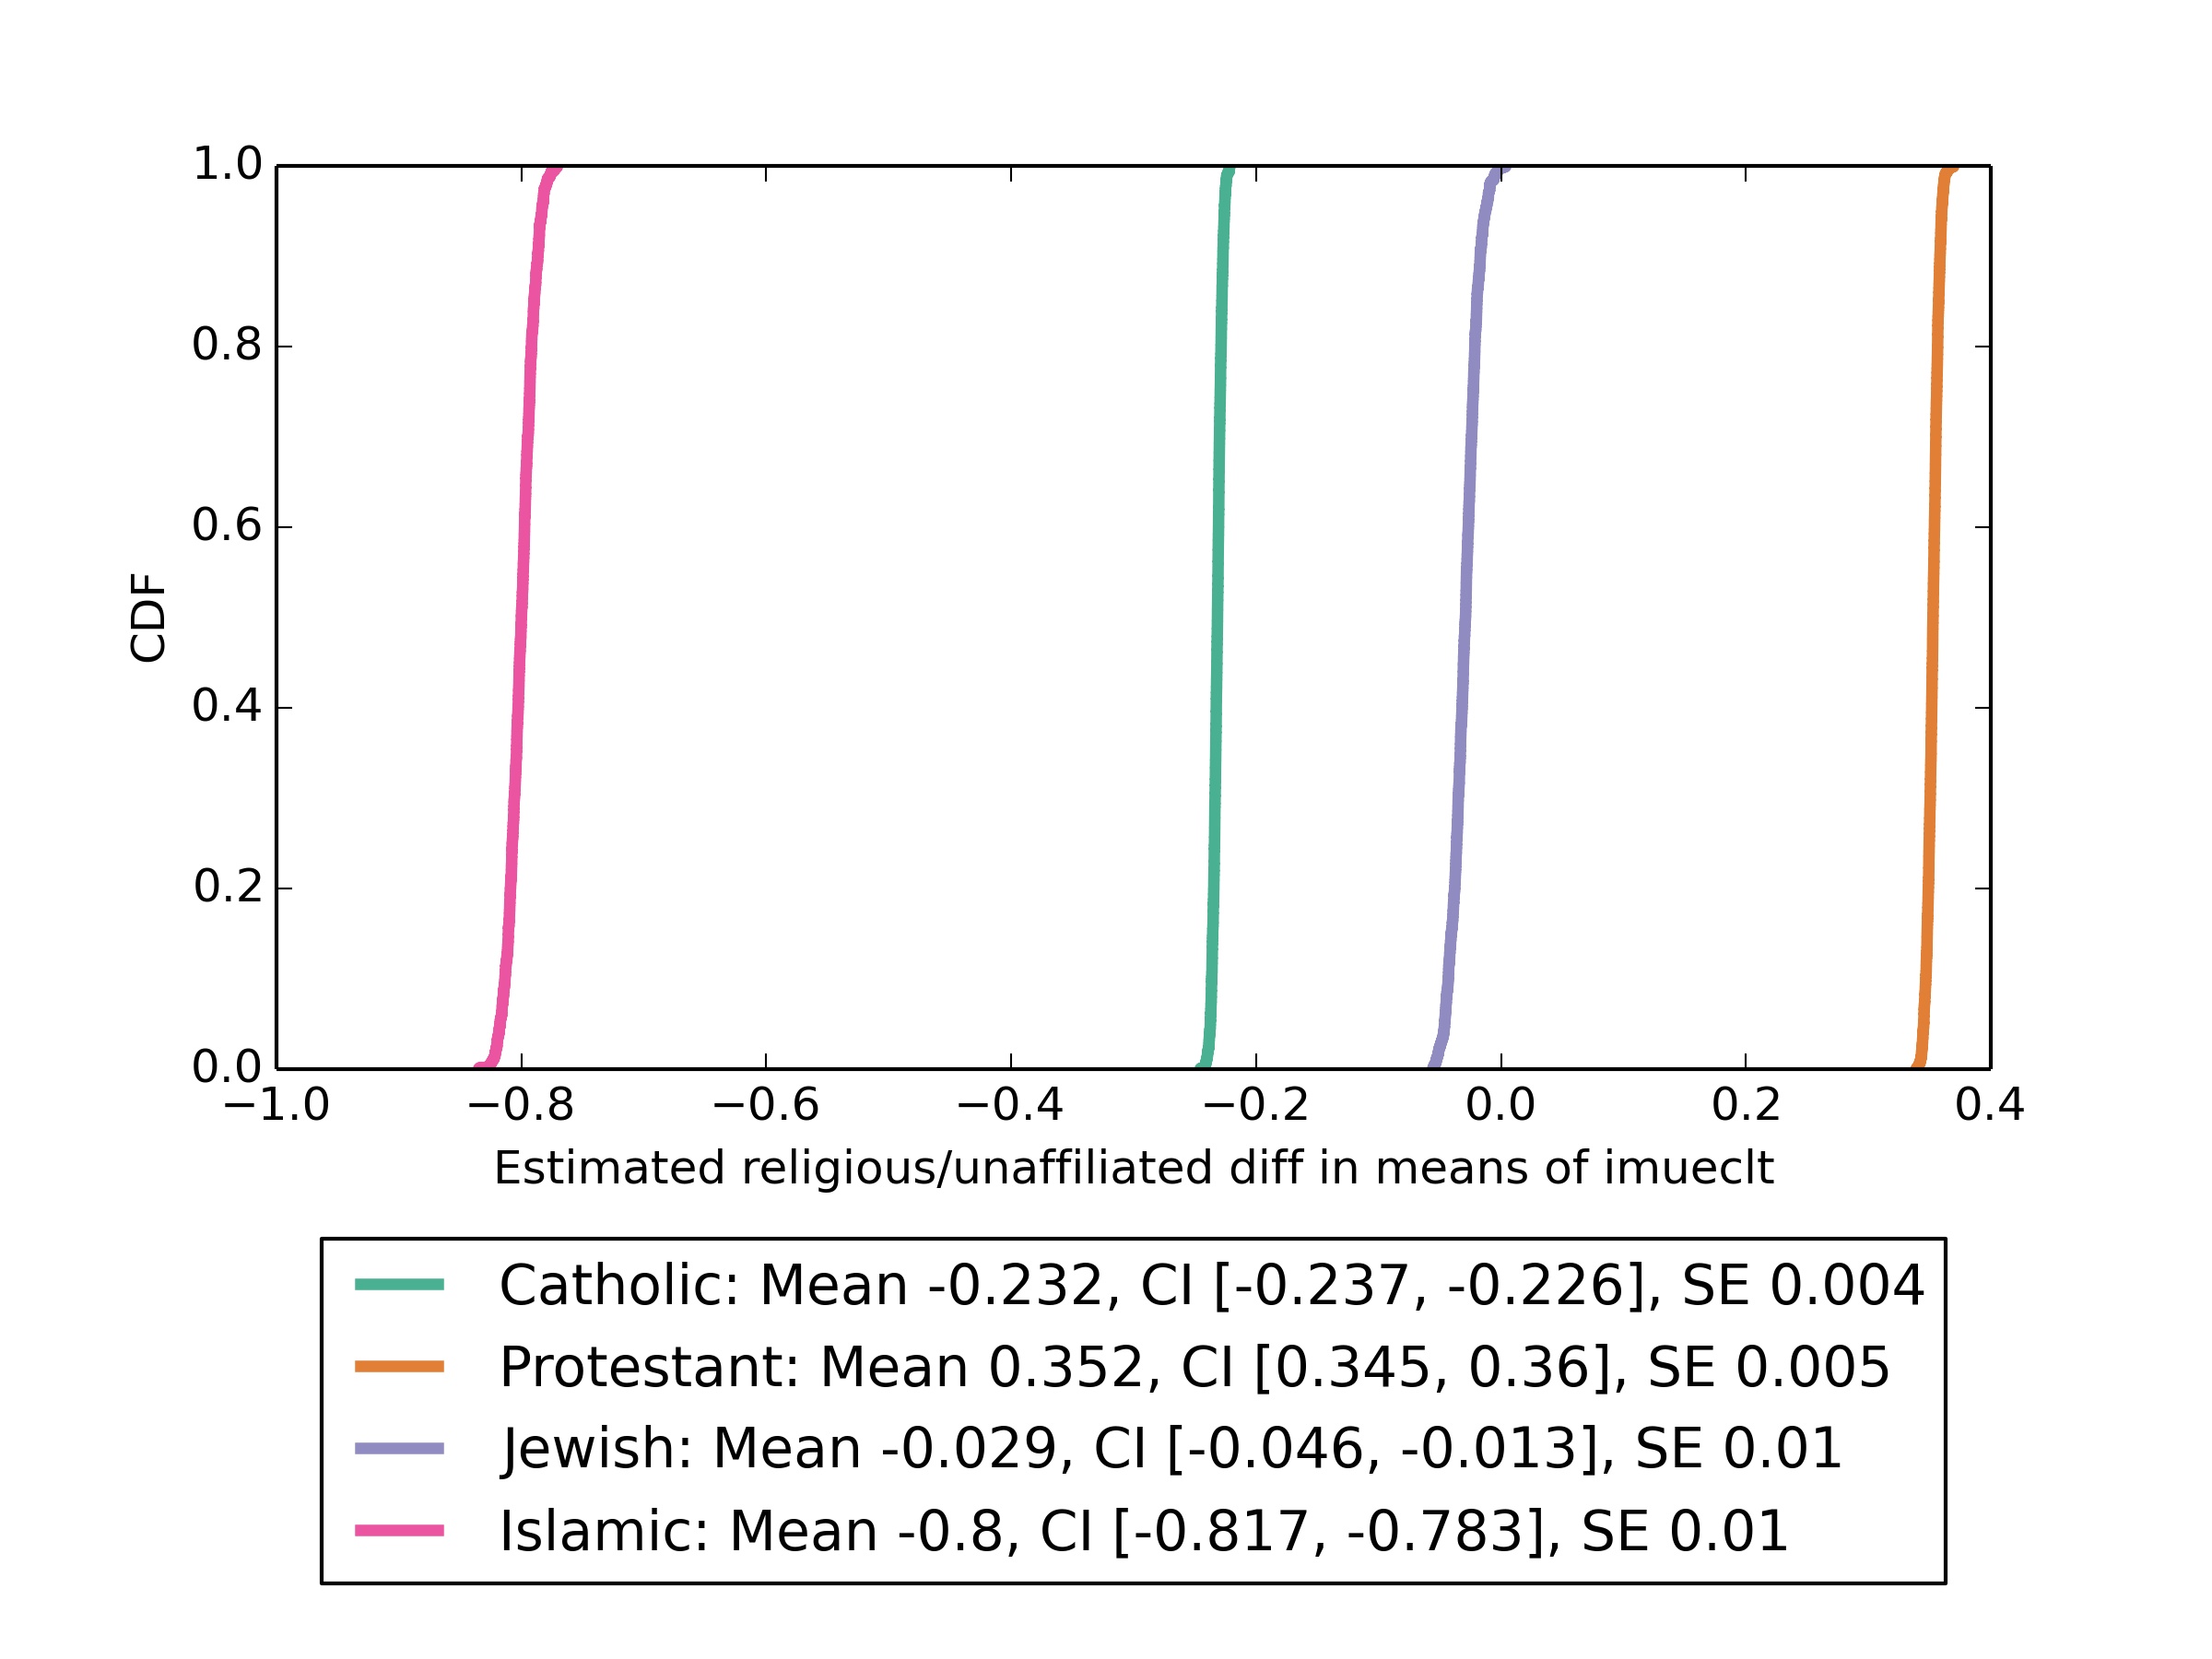 1.0
0.8
0.6
0.4
0.2
0.0
CDF
−1.0 −0.8 −0.6 −0.4 −0.2 0.0 0.2 0.4
Estimated religious/unaffiliated diff in means of imueclt
Catholic: Mean -0.232, CI [-0.237, -0.226], SE 0.004
Protestant: Mean 0.352, CI [0.345, 0.36], SE 0.005
Jewish: Mean -0.029, CI [-0.046, -0.013], SE 0.01
Islamic: Mean -0.8, CI [-0.817, -0.783], SE 0.01